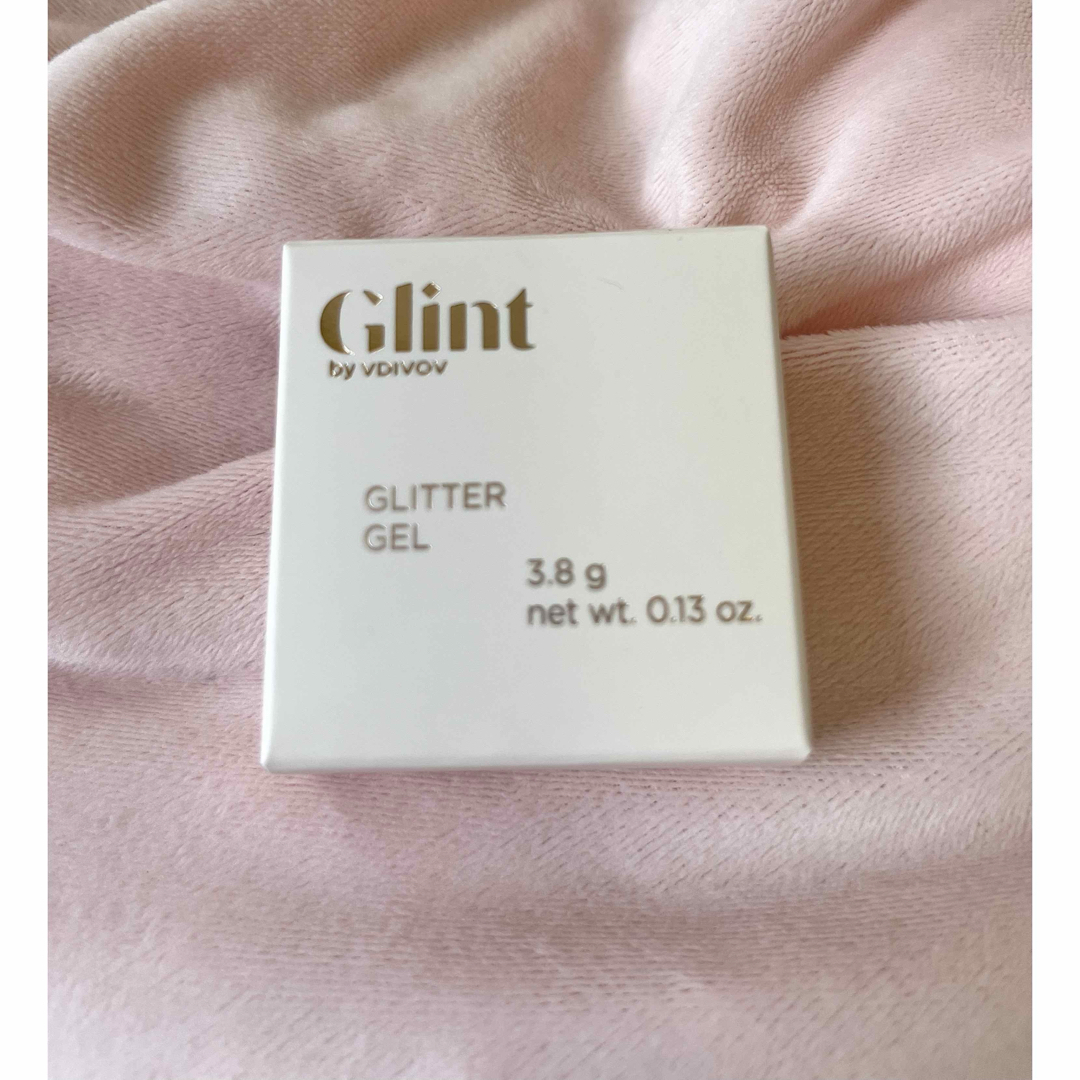 Glint
by VDIVOV
GLITTER
GEL
3.8 g
net wt. 0.13 oz.